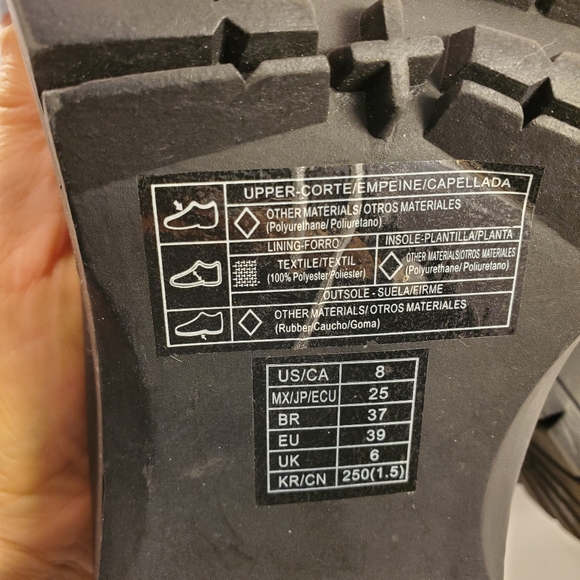 UPPER-CORTE/EMPEINE/CAPELLADA
OTHER MATERIALS/ OTROS MATERIALES
(Polyurethane/ Poliuretano)
LINING-FORRO
INSOLE-PLANTILLA/PLANTA
TEXTILE/TEXTIL
(100% Polyester Poliéster)
OTHER MATERIALS/OTROS MATERIALES
(Polyurethane/ Poliuretano)
OUTSOLE - SUELA/FIRME
OTHER MATERIALS/ OTROS MATERIALES
(Rubber/Caucho/Goma)
US/CA 8
MX/JP/ECU 25
BR 37
EU 39
UK 6
KR/CN 250(1.5)